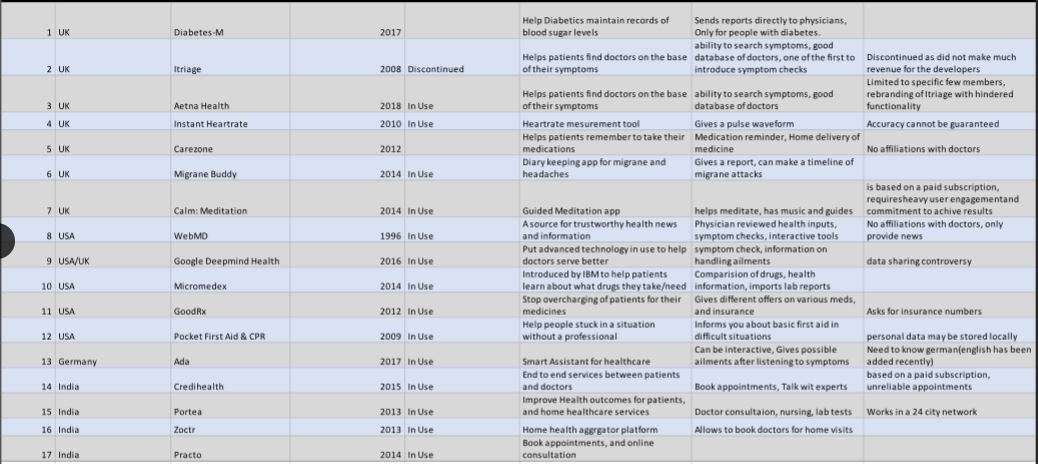 Help Diabetics maintain records of Sends reports directly to physicians,
1 UK Diabetes-M 2017 blood sugar levels Only for people with diabetes.
ability to search symptoms, good
Helps patients find doctors on the base database of doctors, one of the first to Discontinued as did not make much
2 UK Itriage 2008 Discontinued of their symptoms introduce symptom checks revenue for the developers
Limited to specific few members,
Helps patients find doctors on the base ability to search symptoms, good rebranding of Itriage with hindered
3 UK Aetna Health 2018 In Use of their symptoms database of doctors functionality
4 UK Instant Heartrate 2010 In Use Heartrate mesurement tool Gives a pulse waveform Accuracy cannot be guaranteed
Helps patients remember to take their Medication reminder, Home delivery of
5 UK Carezone 2012 medications medicine No affiliations with doctors
Diary keeping app for migrane and Gives a report, can make a timeline of
6 UK Migrane Buddy 2014 In Use headaches migrane attacks
is based on a paid subscription,
requiresheavy user engagementand
7 UK Calm: Meditation 2014 In Use Guided Meditation app helps meditate, has music and guides commitment to achive results
A source for trustworthy health news Physician reviewed health inputs, No affiliations with doctors, only
8 USA WebMD 1996 In Use and information symptom checks, interactive tools provide news
Put advanced technology in use to help symptom check, information on
9 USA/UK Google Deepmind Health 2016 In Use doctors serve better handling ailments data sharing controversy
Introduced by IBM to help patients Comparision of drugs, health
10 USA Micromedex 2014 In Use learn about what drugs they take/need information, imports lab reports
Stop overcharging of patients for their Gives different offers on various meds,
11 USA GoodRx 2012 In Use medicines and insurance Asks for insurance numbers
Help people stuck in a situation Informs you about basic first aid in
12 USA Pocket First Aid & CPR 2009 In Use without a professional difficult situations personal data may be stored locally
Can be interactive, Gives possible Need to know german(english has been
13 Germany Ada 2017 In Use Smart Assistant for healthcare ailments after listening to symptoms added recently)
End to end services between patients based on a paid subscription,
14 India Credihealth 2015 In Use and doctors Book appointments, Talk wit experts unreliable appointments
Improve Health outcomes for patients,
15 India Portea 2013 In Use and home healthcare services Doctor consultaion, nursing, lab tests Works in a 24 city network
16 India Zoctr 2013 In Use Home health aggrgator platform Allows to book doctors for home visits
Book appointments, and online
17 India Practo 2014 In Use consultation